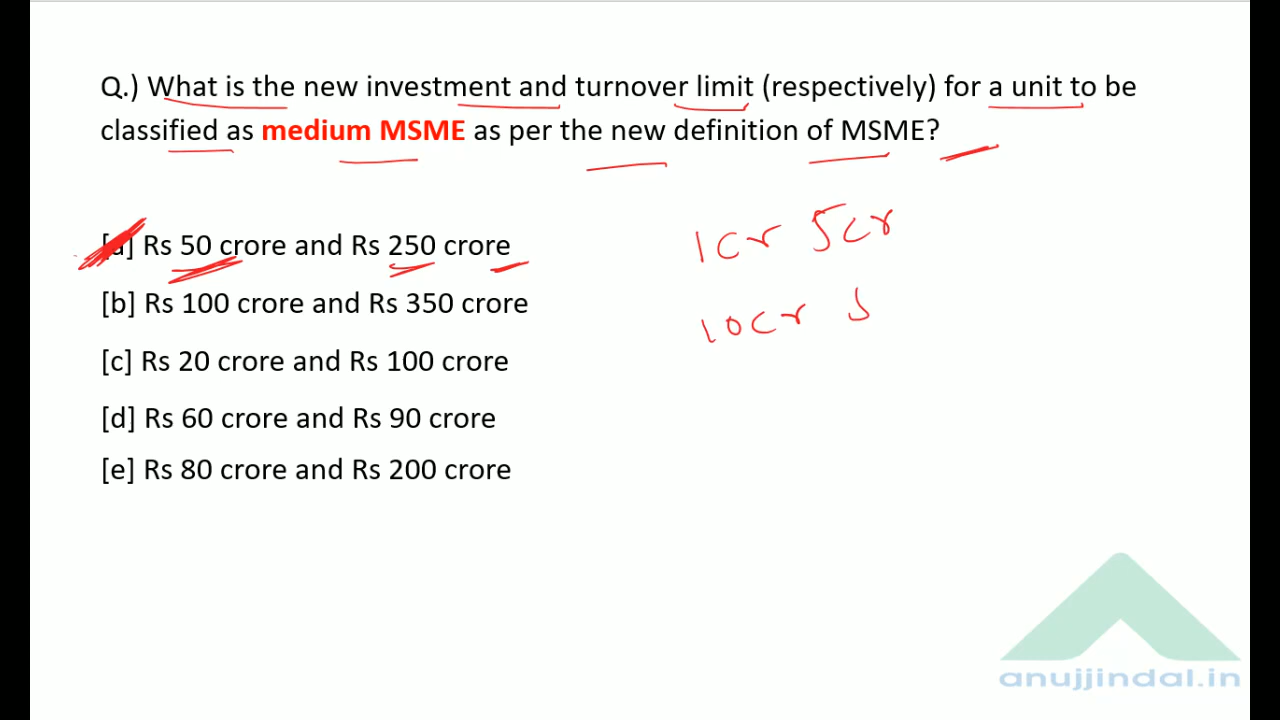 Q.) What is the new investment and turnover limit (respectively) for a unit to be
classified as medium MSME as per the new definition of MSME?
[a] Rs 50 crore and Rs 250 crore
1cr 5cr
[b] Rs 100 crore and Rs 350 crore
10cr
[c] Rs 20 crore and Rs 100 crore
[d] Rs 60 crore and Rs 90 crore
[e] Rs 80 crore and Rs 200 crore
anujjindal.in